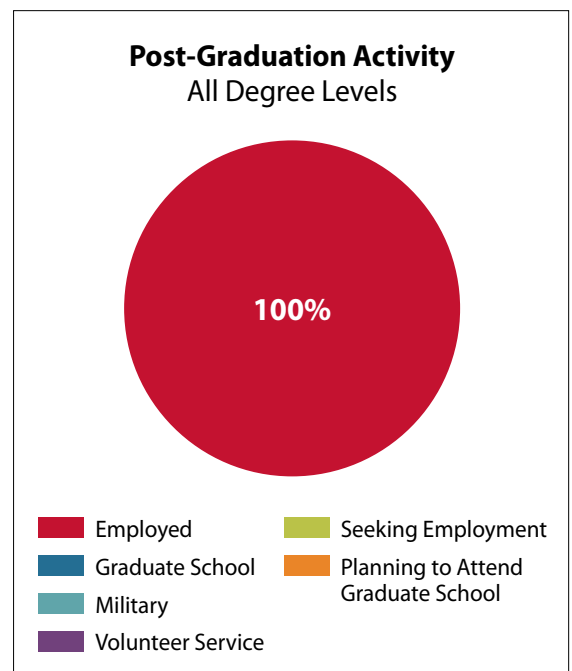 Post-Graduation Activity
All Degree Levels
100%
Employed
Graduate School
Military
Volunteer Service
Seeking Employment
Planning to Attend
Graduate School